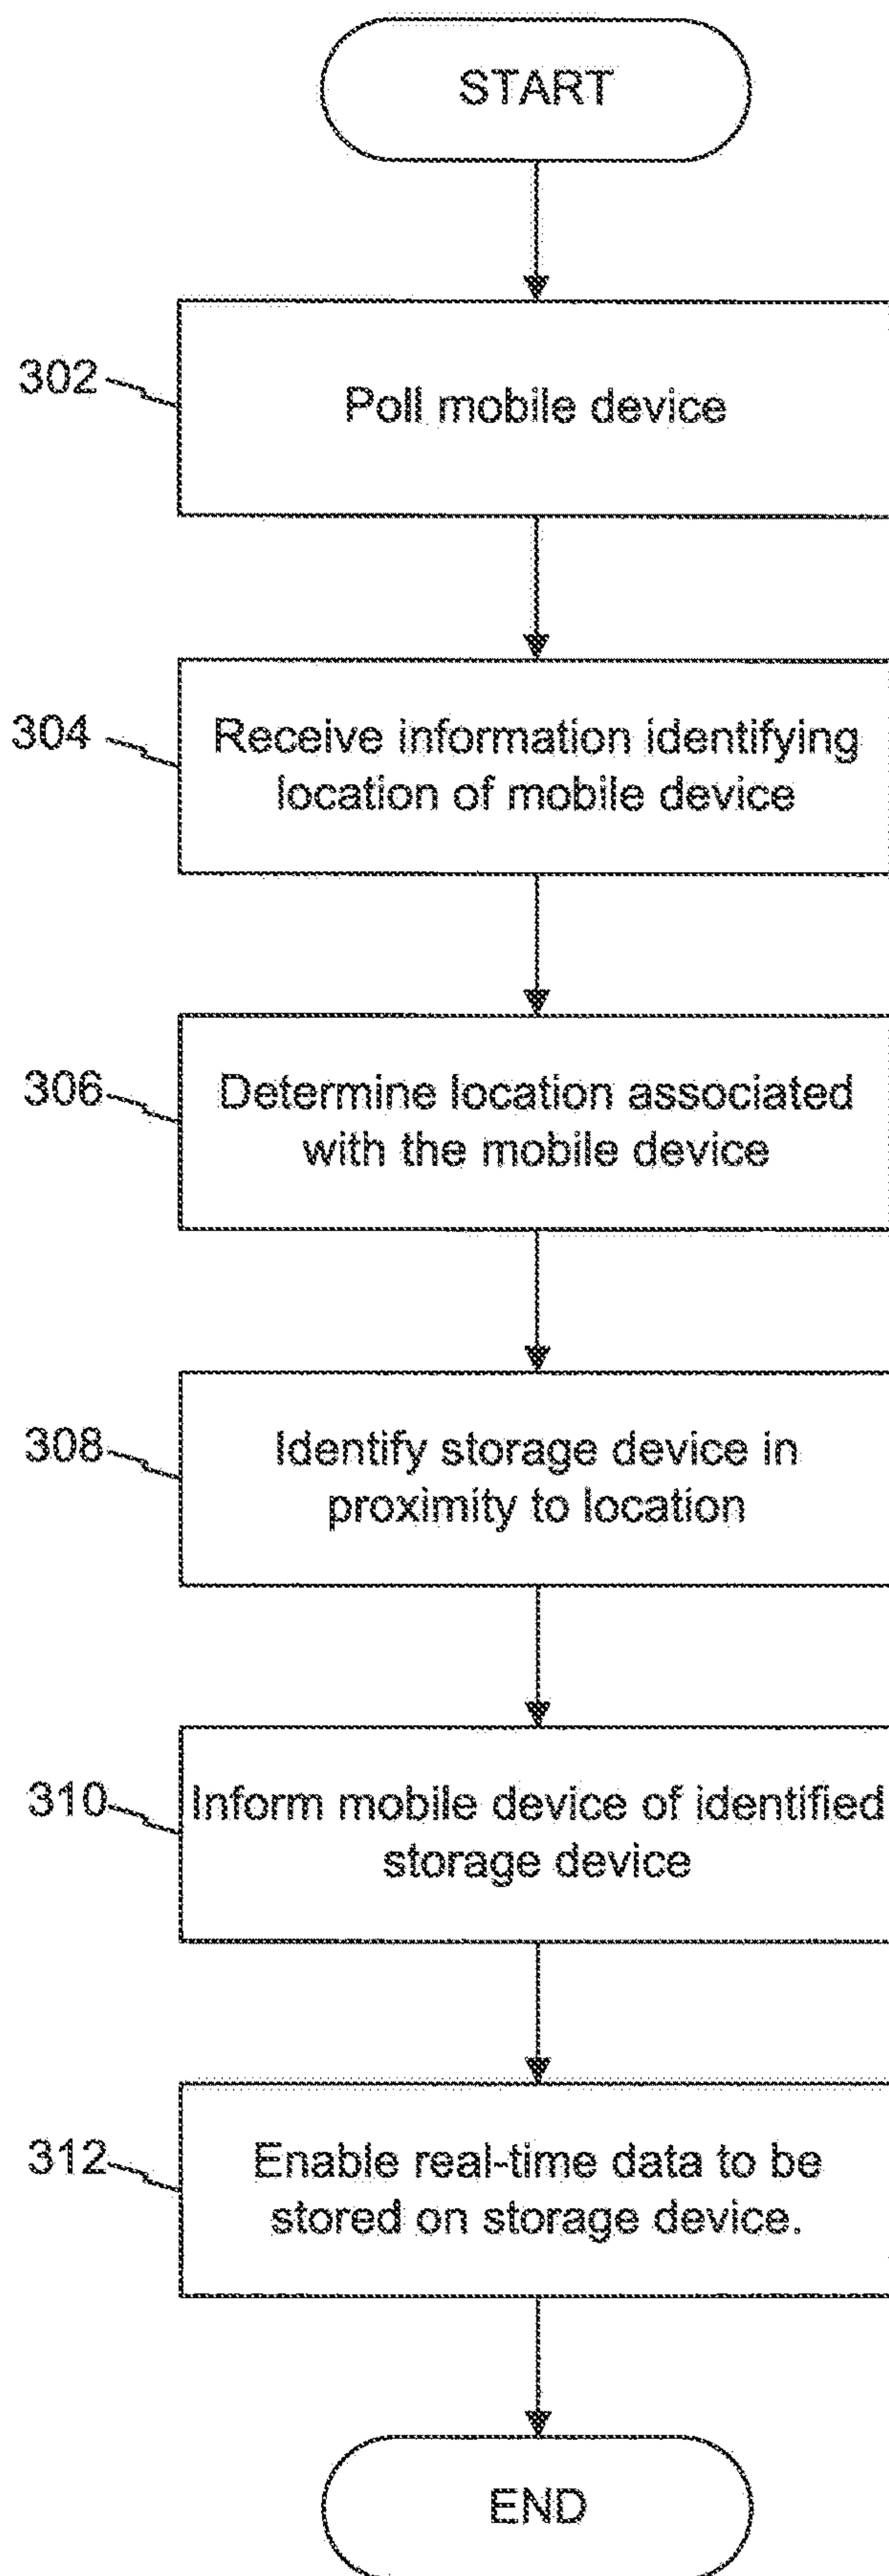 START
302
Poll mobile device
304
Receive information identifying
location of mobile device
306
Determine location associated
with the mobile device
308
Identify storage device in
proximity to location
310
Inform mobile device of identified
storage device
312
Enable real-time data to be
stored on storage device.
END